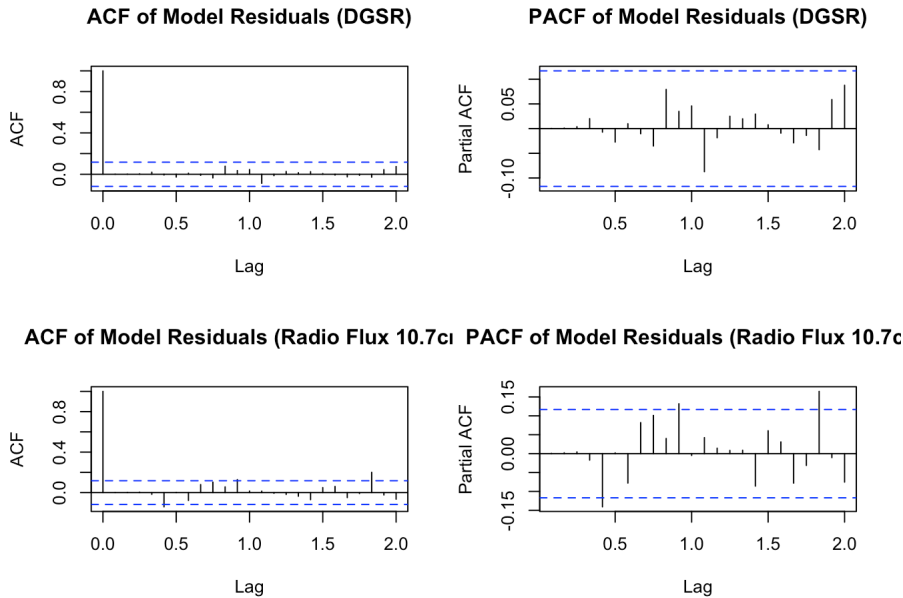 ACF of Model Residuals (DGSR)
ACF
0.0 0.4 0.8
0.0 0.5 1.0 1.5 2.0
Lag
PACF of Model Residuals (DGSR)
Partial ACF
-0.10 0.05
0.5 1.0 1.5 2.0
Lag
ACF of Model Residuals (Radio Flux 10.7c
ACF
0.0 0.4 0.8
0.0 0.5 1.0 1.5 2.0
Lag
PACF of Model Residuals (Radio Flux 10.7c
Partial ACF
-0.15 0.00 0.15
0.5 1.0 1.5 2.0
Lag